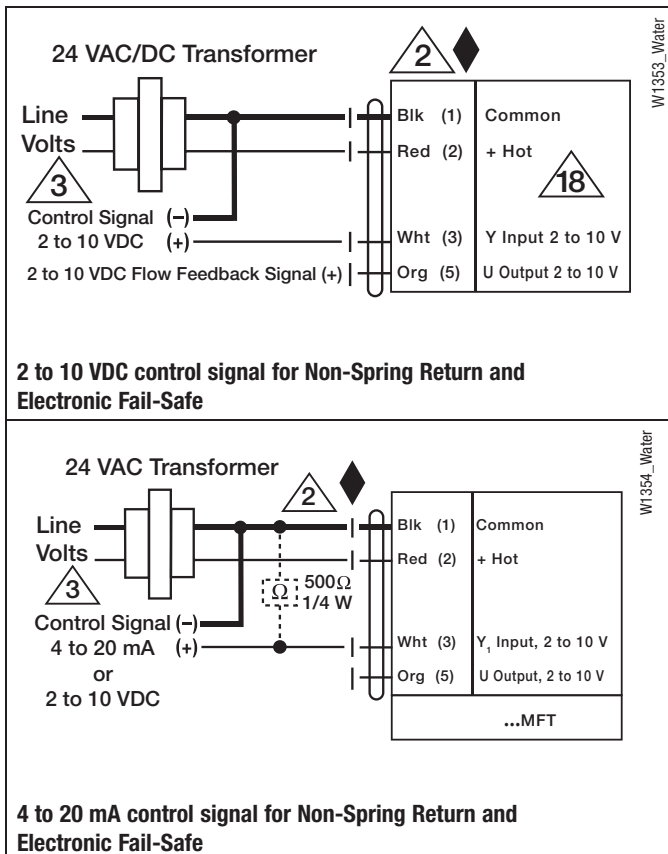 W1353_Water
24 VAC/DC Transformer
2
Line
Volts
3
Blk (1) Common
Red (2) + Hot
18
Control Signal (–)
2 to 10 VDC (+)
Wht (3) Y Input 2 to 10 V
2 to 10 VDC Flow Feedback Signal (+)
Org (5) U Output 2 to 10 V
2 to 10 VDC control signal for Non-Spring Return and
Electronic Fail-Safe
W1354_Water
24 VAC Transformer
2
Line
Volts
3
Blk (1) Common
Red (2) + Hot
Ω 500Ω
1/4 W
Control Signal (–)
4 to 20 mA (+)
or
2 to 10 VDC
Wht (3) Y₁ Input, 2 to 10 V
Org (5) U Output, 2 to 10 V
...MFT
4 to 20 mA control signal for Non-Spring Return and
Electronic Fail-Safe